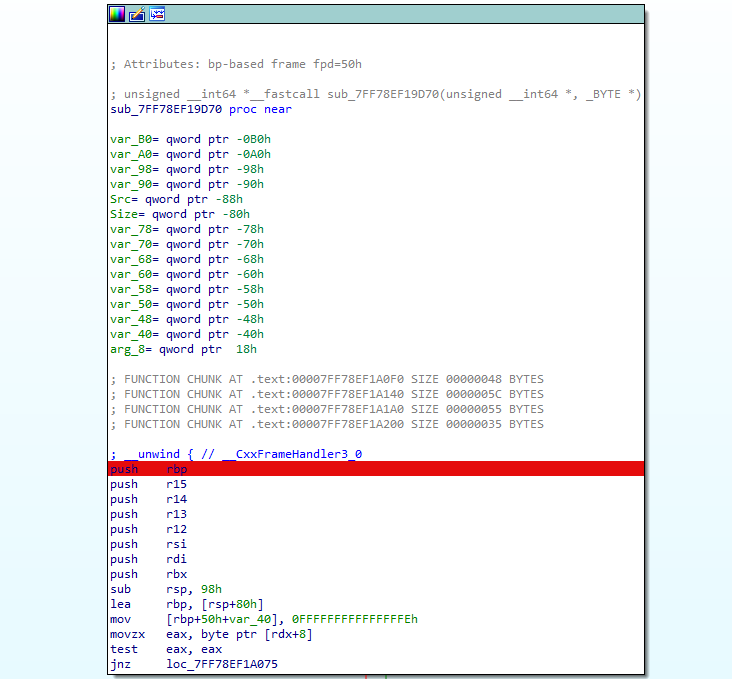 ; Attributes: bp-based frame fpd=50h
; unsigned __int64 *__fastcall sub_7FF78EF19D70(unsigned __int64 *, _BYTE *)
sub_7FF78EF19D70 proc near
var_B0= qword ptr -0B0h
var_A0= qword ptr -0A0h
var_98= qword ptr -98h
var_90= qword ptr -90h
Src= qword ptr -88h
Size= qword ptr -80h
var_78= qword ptr -78h
var_70= qword ptr -70h
var_68= qword ptr -68h
var_60= qword ptr -60h
var_58= qword ptr -58h
var_50= qword ptr -50h
var_48= qword ptr -48h
var_40= qword ptr -40h
arg_8= qword ptr  18h
; FUNCTION CHUNK AT .text:00007FF78EF1A0F0 SIZE 00000048 BYTES
; FUNCTION CHUNK AT .text:00007FF78EF1A140 SIZE 0000005C BYTES
; FUNCTION CHUNK AT .text:00007FF78EF1A1A0 SIZE 00000055 BYTES
; FUNCTION CHUNK AT .text:00007FF78EF1A200 SIZE 00000035 BYTES
; __unwind { // __CxxFrameHandler3_0
push    rbp
push    r15
push    r14
push    r13
push    r12
push    rsi
push    rdi
push    rbx
sub     rsp, 98h
lea     rbp, [rsp+80h]
mov     [rbp+50h+var_40], 0FFFFFFFFFFFFFFFEh
movzx   eax, byte ptr [rdx+8]
test    eax, eax
jnz     loc_7FF78EF1A075